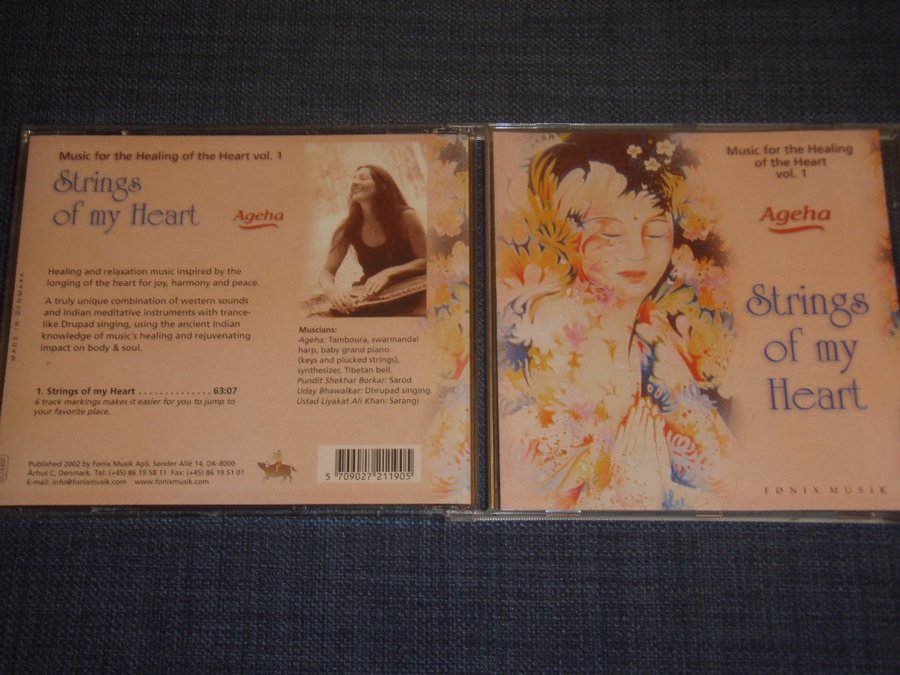 Music for the Healing of the Heart vol. 1
Strings
of my Heart
Ageha
Healing and relaxation music inspired by the
longing of the heart for joy, harmony and peace.
A truly unique combination of western sounds
and Indian meditative instruments with trance-
like Drupad singing, using the ancient Indian
knowledge of music's healing and rejuvenating
impact on body & soul.
1. Strings of my Heart . . . . . . . . . . . . . . 63:07
6 track markings makes it easier for you to jump to
your favorite place.
Muscians:
Ageha: Tamboura, swarmandal
harp, baby grand piano
(keys and plucked strings),
synthesizer, Tibetan bell.
Pundit Shekhar Borkar: Sarod
Uday Bhawalkar: Dhrupad singing.
Ustad Liyakat Ali Khan: Sarangi
MADE IN DENMARK
Published 2002 by Fønix Musik ApS, Sønder Allé 14, DK-8000
Århus C, Denmark. Tel: (+45) 86 19 58 11 Fax: (+45) 86 19 51 01
E-mail: info@fonixmusik.com www.fonixmusik.com
5 709027 211905
Music for the Healing
of the Heart
vol. 1
Ageha
Strings
of my
Heart
FØNIX MUSIK